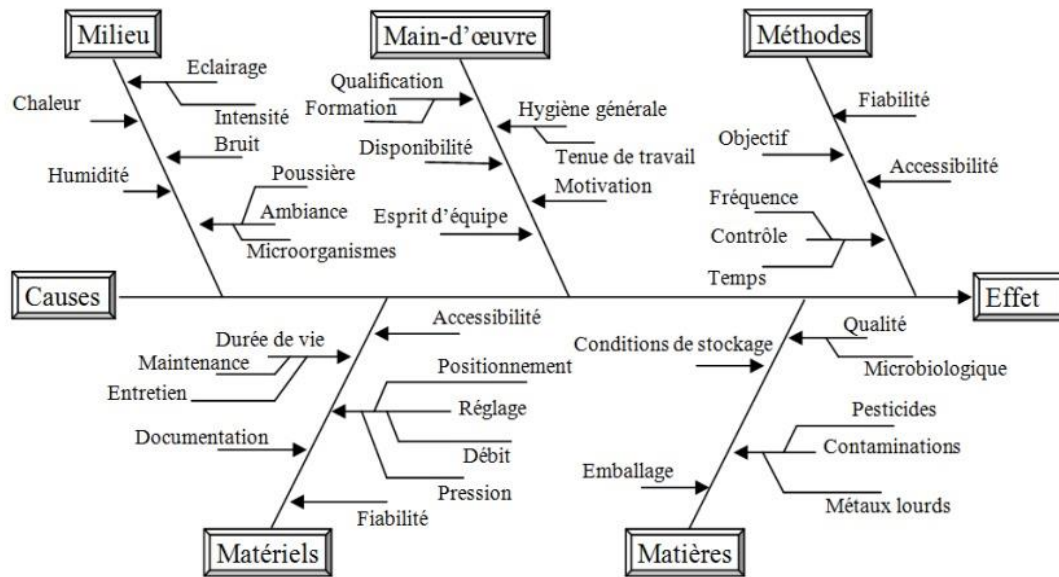 Milieu
Main-d'œuvre
Méthodes
Eclairage
Intensité
Chaleur
Bruit
Humidité
Poussière
Ambiance
Microorganismes
Qualification
Formation
Hygiène générale
Tenue de travail
Disponibilité
Motivation
Esprit d'équipe
Fiabilité
Objectif
Accessibilité
Fréquence
Contrôle
Temps
Causes
Effet
Accessibilité
Durée de vie
Maintenance
Entretien
Positionnement
Réglage
Débit
Pression
Documentation
Fiabilité
Matériels
Qualité
Microbiologique
Conditions de stockage
Pesticides
Contaminations
Métaux lourds
Emballage
Matières